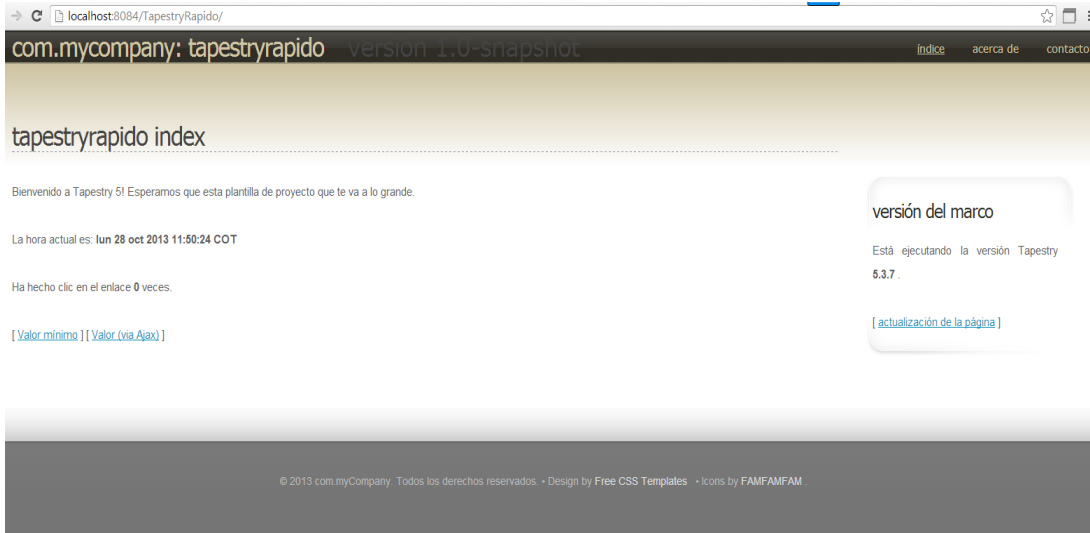 localhost:8084/TapestryRapido/
com.mycompany: tapestryrapido versión 1.0-snapshot
índice acerca de contacto
tapestryrapido index
Bienvenido a Tapestry 5! Esperamos que esta plantilla de proyecto que te va a lo grande.
La hora actual es: lun 28 oct 2013 11:50:24 COT
Ha hecho clic en el enlace 0 veces.
[ Valor mínimo ] [ Valor (via Ajax) ]
versión del marco
Está ejecutando la versión Tapestry
5.3.7 .
[ actualización de la página ]
© 2013 com.myCompany. Todos los derechos reservados. • Design by Free CSS Templates • Icons by FAMFAMFAM